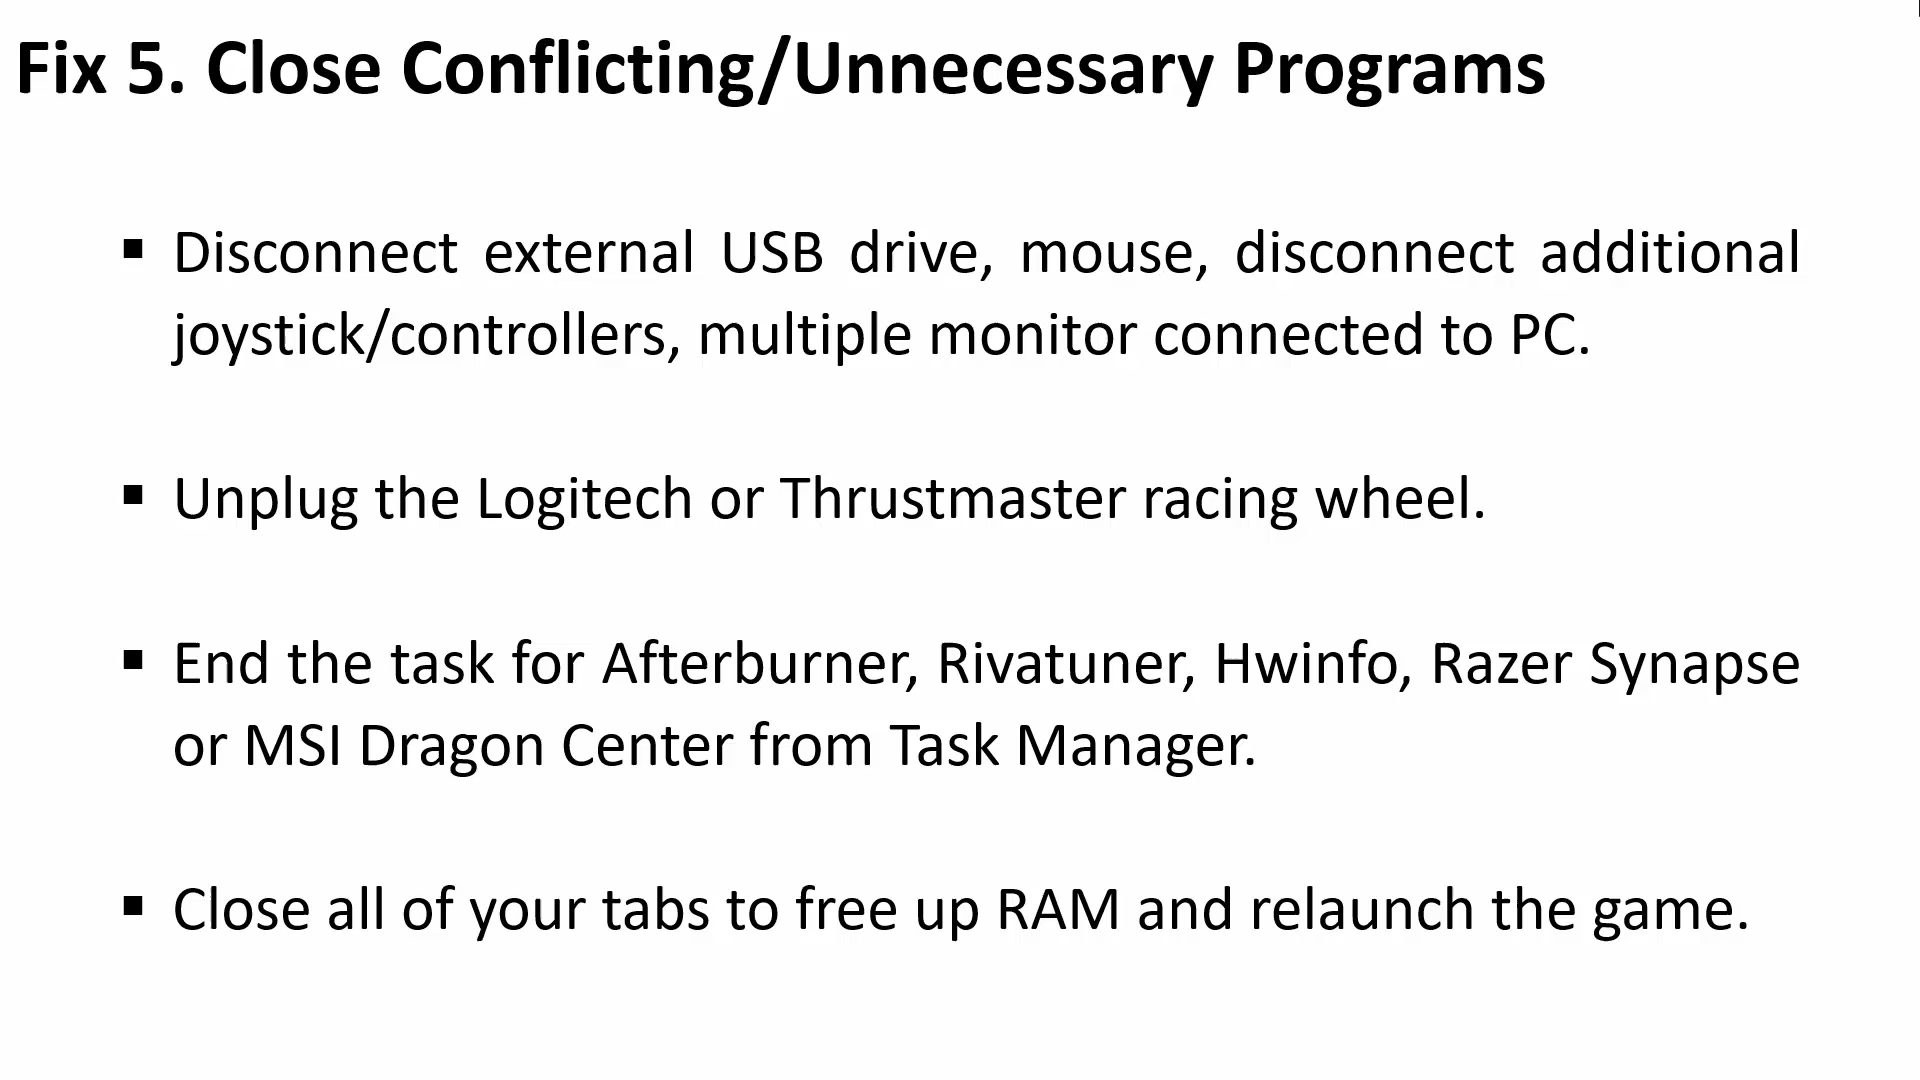 Fix 5. Close Conflicting/Unnecessary Programs
▪ Disconnect external USB drive, mouse, disconnect additional
joystick/controllers, multiple monitor connected to PC.
▪ Unplug the Logitech or Thrustmaster racing wheel.
▪ End the task for Afterburner, Rivatuner, Hwinfo, Razer Synapse
or MSI Dragon Center from Task Manager.
▪ Close all of your tabs to free up RAM and relaunch the game.